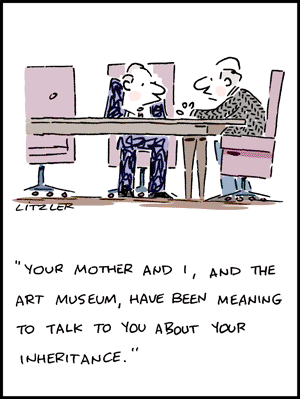 LITZLER
"YOUR MOTHER AND I, AND THE
ART MUSEUM, HAVE BEEN MEANING
TO TALK TO YOU ABOUT YOUR
INHERITANCE."